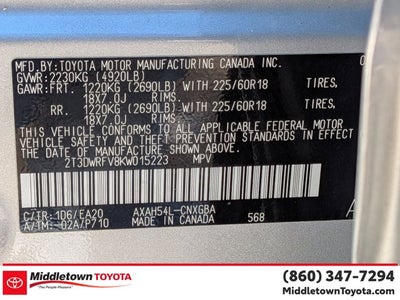 MFD.BY:TOYOTA MOTOR MANUFACTURING CANADA INC.
GVWR:2230KG (4920LB)
GAWR:FRT. 1220KG (2690LB) WITH 225/60R18 TIRES,
18X7.0J RIMS,
RR. 1220KG (2690LB) WITH 225/60R18 TIRES,
18X7.0J RIMS,
THIS VEHICLE CONFORMS TO ALL APPLICABLE FEDERAL MOTOR
VEHICLE SAFETY AND THEFT PREVENTION STANDARDS IN EFFECT
ON THE DATE OF MANUFACTURE SHOWN ABOVE.
2T3DWRFV8KW015223 MPV
C/TR:1D6/EA20 AXAH54L-CNXGBA
A/TM:-02A/P710 MADE IN CANADA 568
Middletown TOYOTA
"The People Pleasers"
MiddletownToyota.com
(860) 347-7294